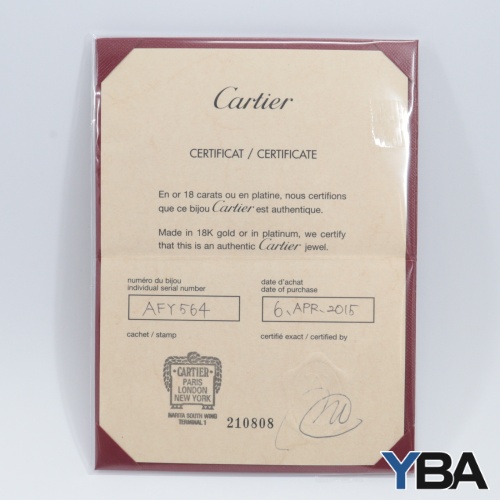 Cartier
CERTIFICAT / CERTIFICATE
En or 18 carats ou en platine, nous certifions
que ce bijou Cartier est authentique.
Made in 18K gold or in platinum, we certify
that this is an authentic Cartier jewel.
numéro du bijou
individual serial number
AFY564
date d'achat
date of purchase
6. APR. 2015
cachet / stamp
certifié exact / certified by
CARTIER
PARIS
LONDON
NEW YORK
NARITA SOUTH WING
TERMINAL 1
210808
YBA